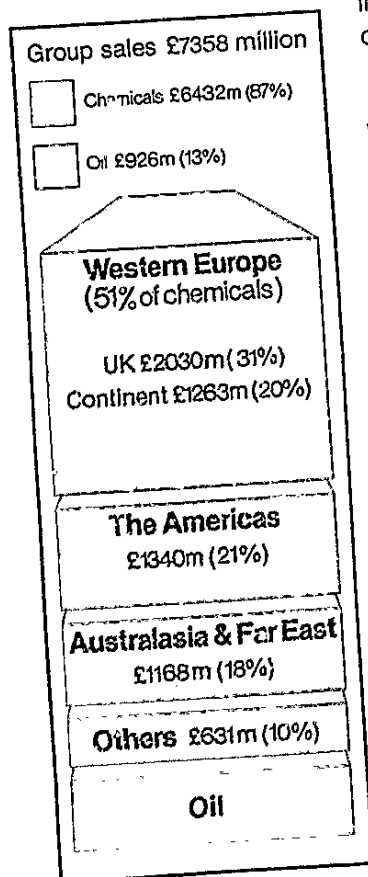 Group sales £7358 million
Chemicals £6432m (87%)
Oil £926m (13%)
Western Europe
(51% of chemicals)
UK £2030m (31%)
Continent £1263m (20%)
The Americas
£1340m (21%)
Australasia & Far East
£1168m (18%)
Others £631m (10%)
Oil